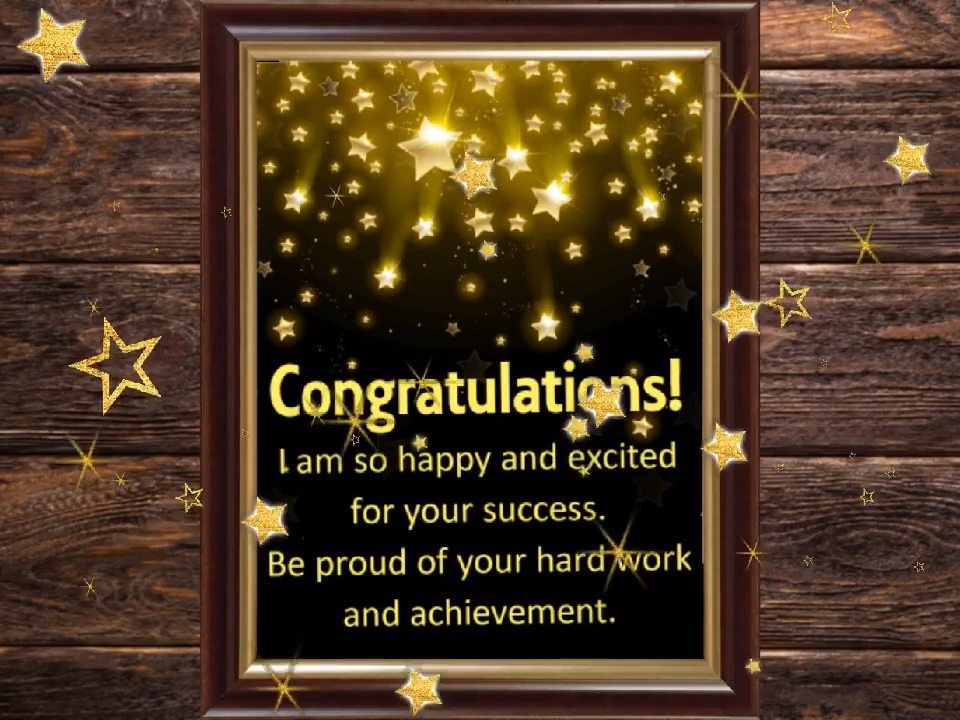 Congratulations!
I am so happy and excited
for your success.
Be proud of your hard work
and achievement.